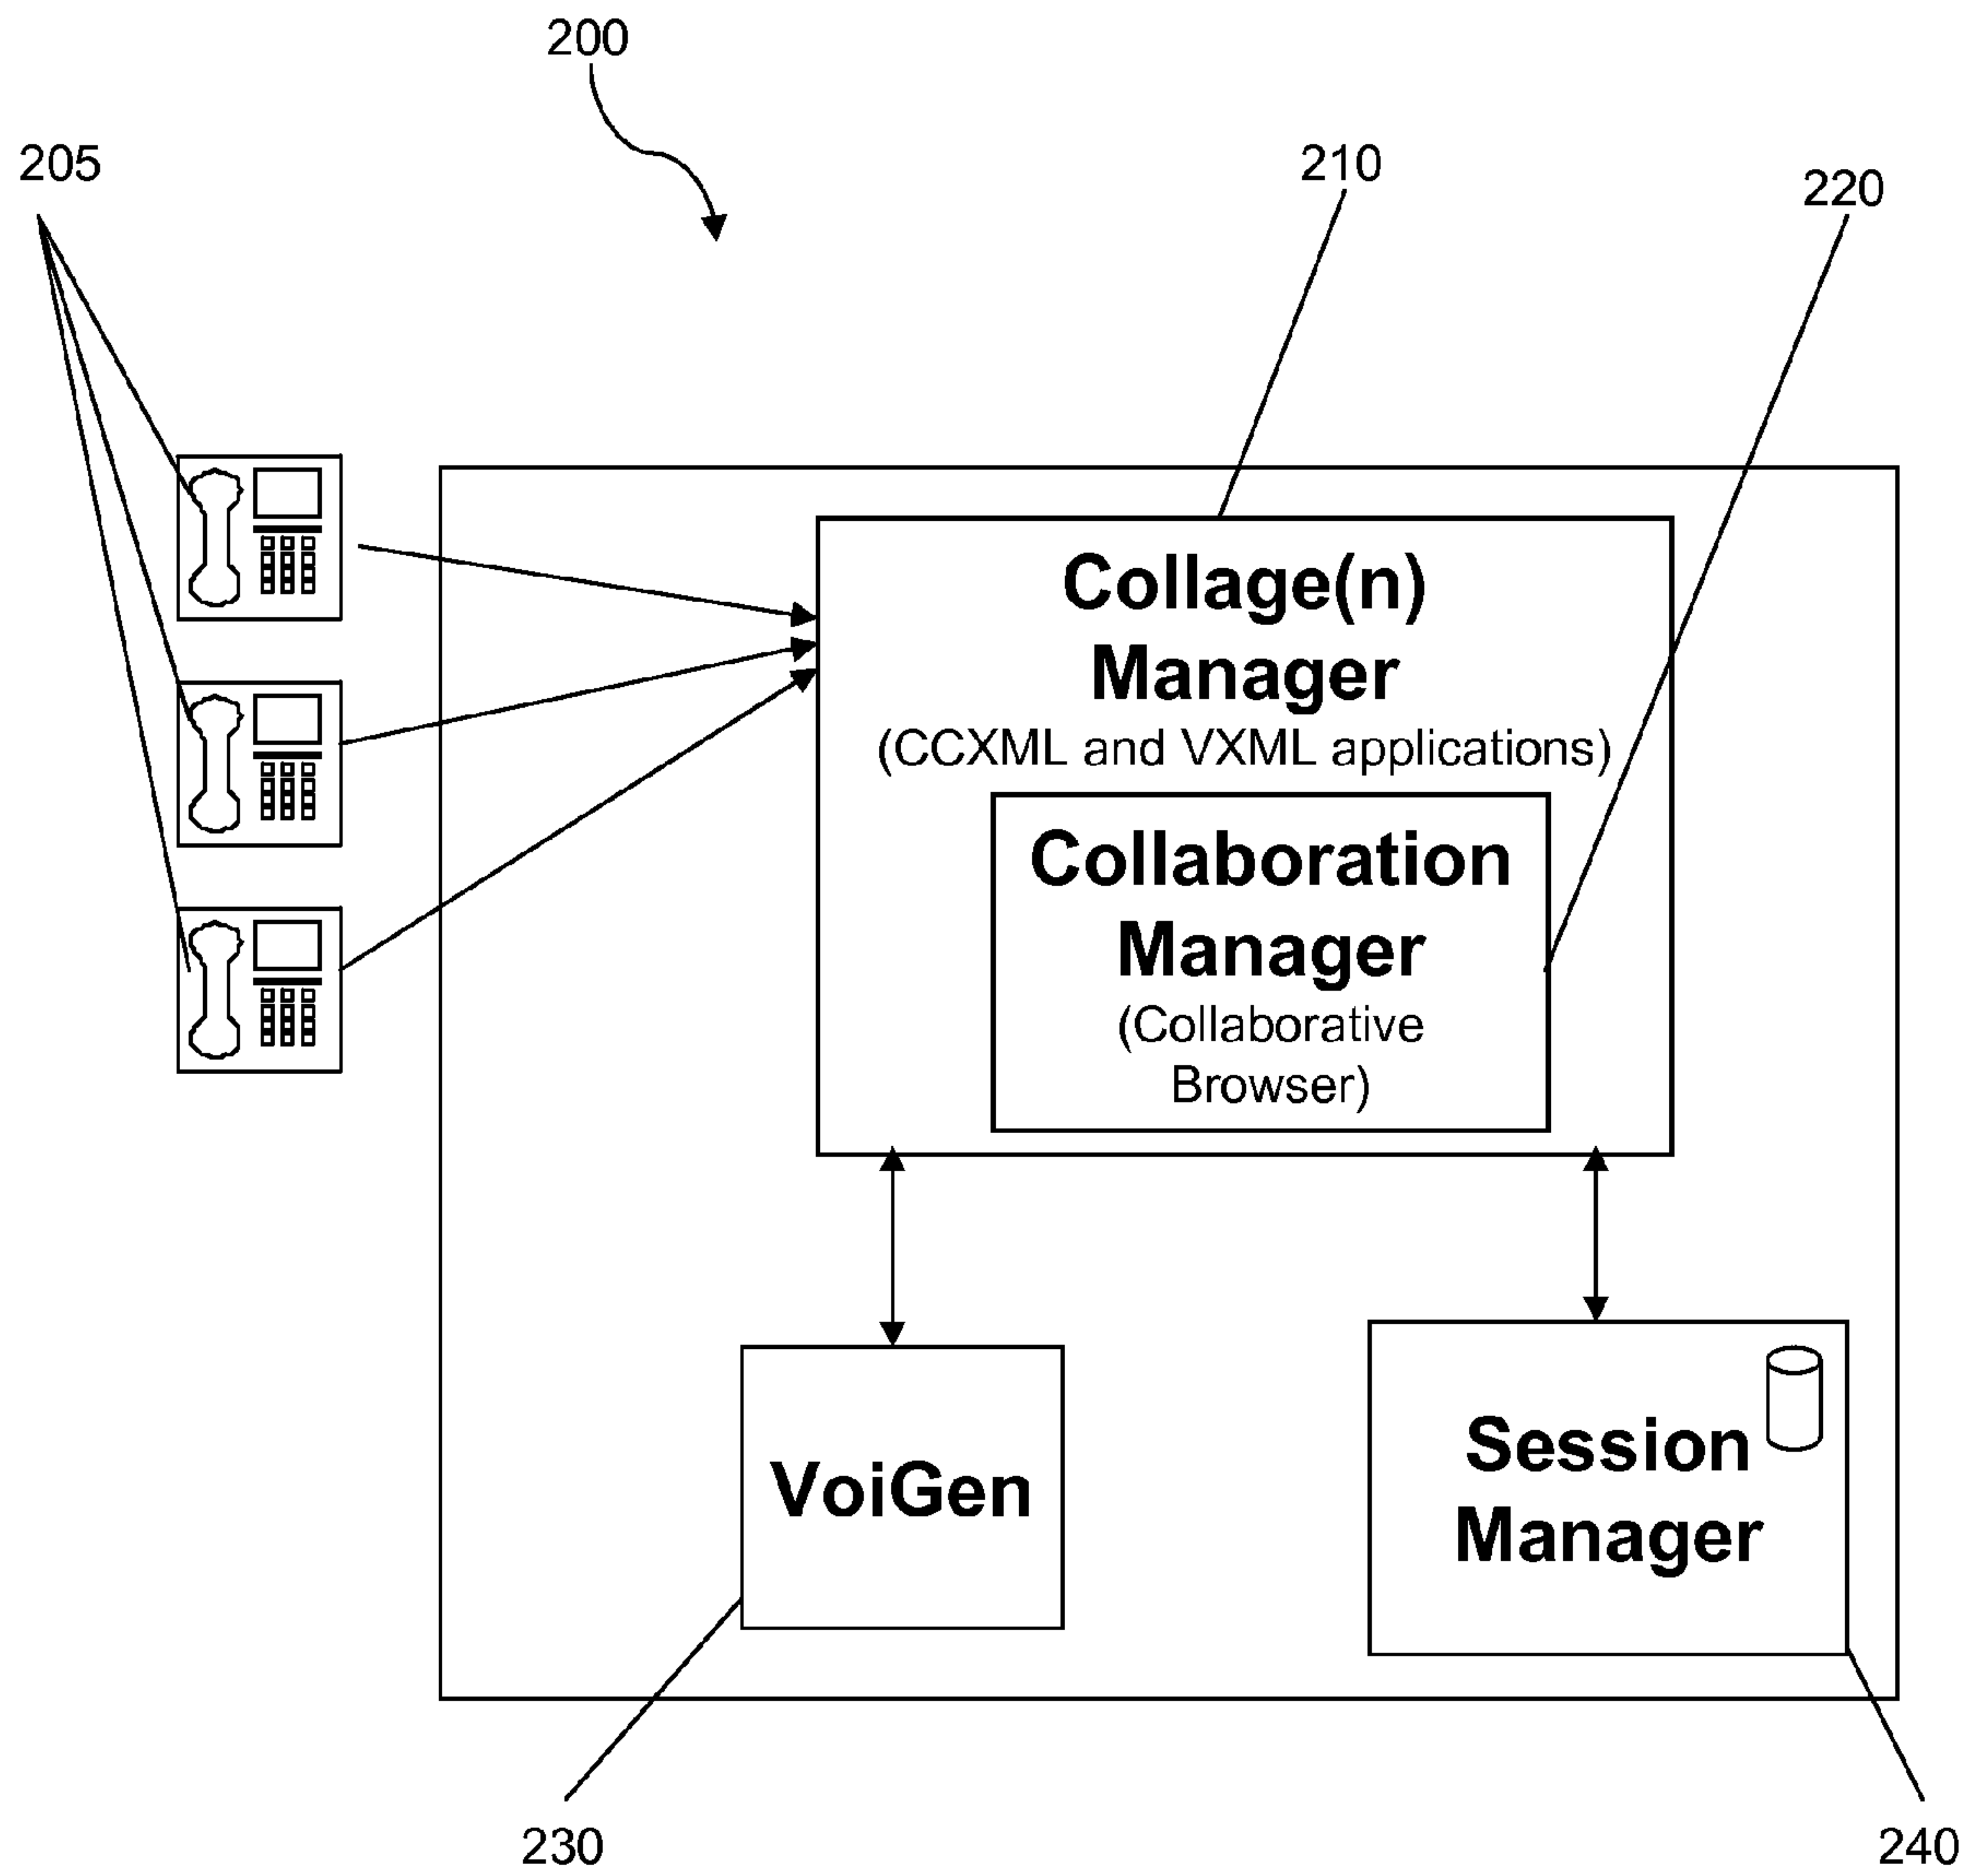 200
205
210
220
Collage(n)
Manager
(CCXML and VXML applications)
Collaboration
Manager
(Collaborative
Browser)
VoiGen
Session
Manager
230
240